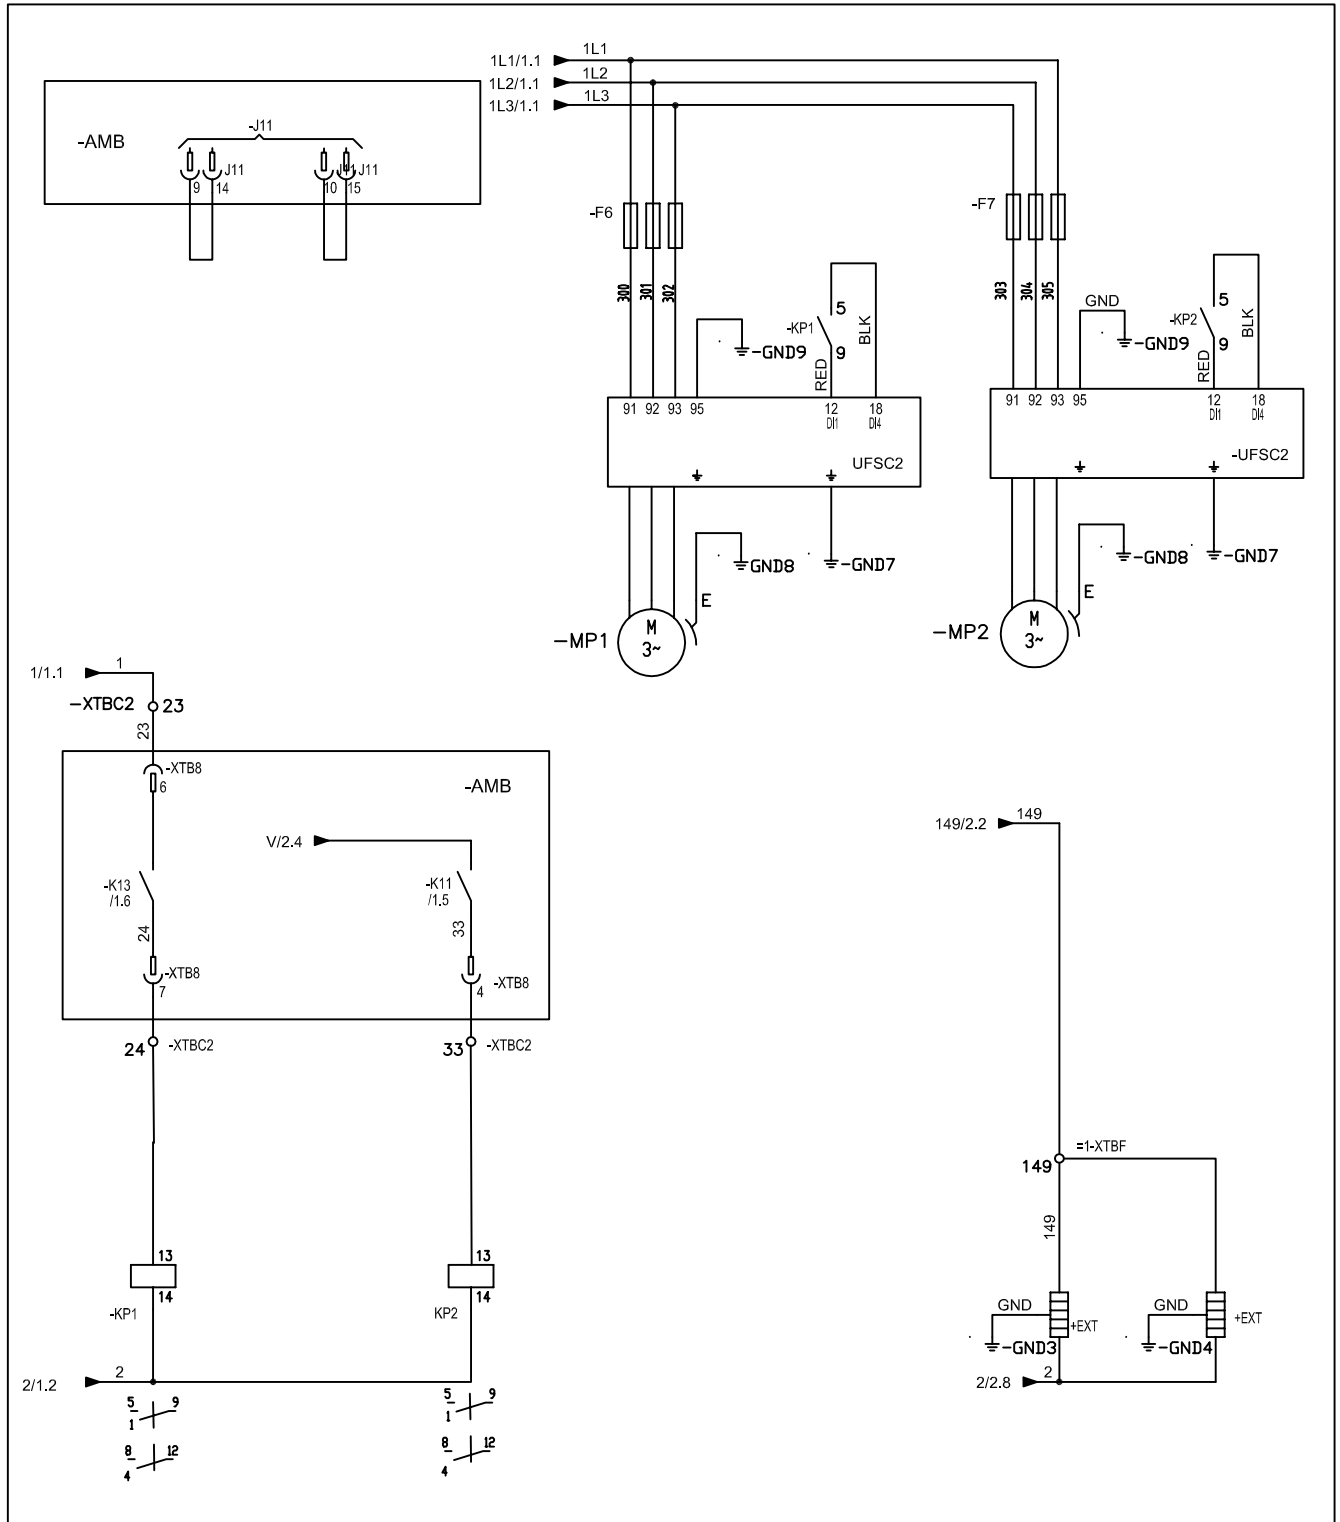 1L1/1.1 1L1
1L2/1.1 1L2
1L3/1.1 1L3
-AMB
-J11
J11 J11 J11
9 14 10 15
-F6
300 301 302
-KP1
5
9
RED
BLK
-GND9
91 92 93 95 12 18
DI1 DI4
UFSC2
GND8
-GND7
E
-MP1
M
3~
-F7
303 304 305
GND
-GND9
-KP2
5
9
RED
BLK
91 92 93 95 12 18
DI1 DI4
-UFSC2
-GND8
-GND7
E
-MP2
M
3~
1/1.1 1
-XTBC2 23
23
-XTB8
6
-AMB
V/2.4
-K13
/1.6
-K11
/1.5
24
33
-XTB8
7
-XTB8
4
24 -XTBC2
33 -XTBC2
13
14
-KP1
13
14
KP2
2/1.2 2
5 9
1
8 12
4
5 9
1
8 12
4
149/2.2 149
=1-XTBF
149
149
GND
+EXT
-GND3
GND
+EXT
-GND4
2/2.8 2